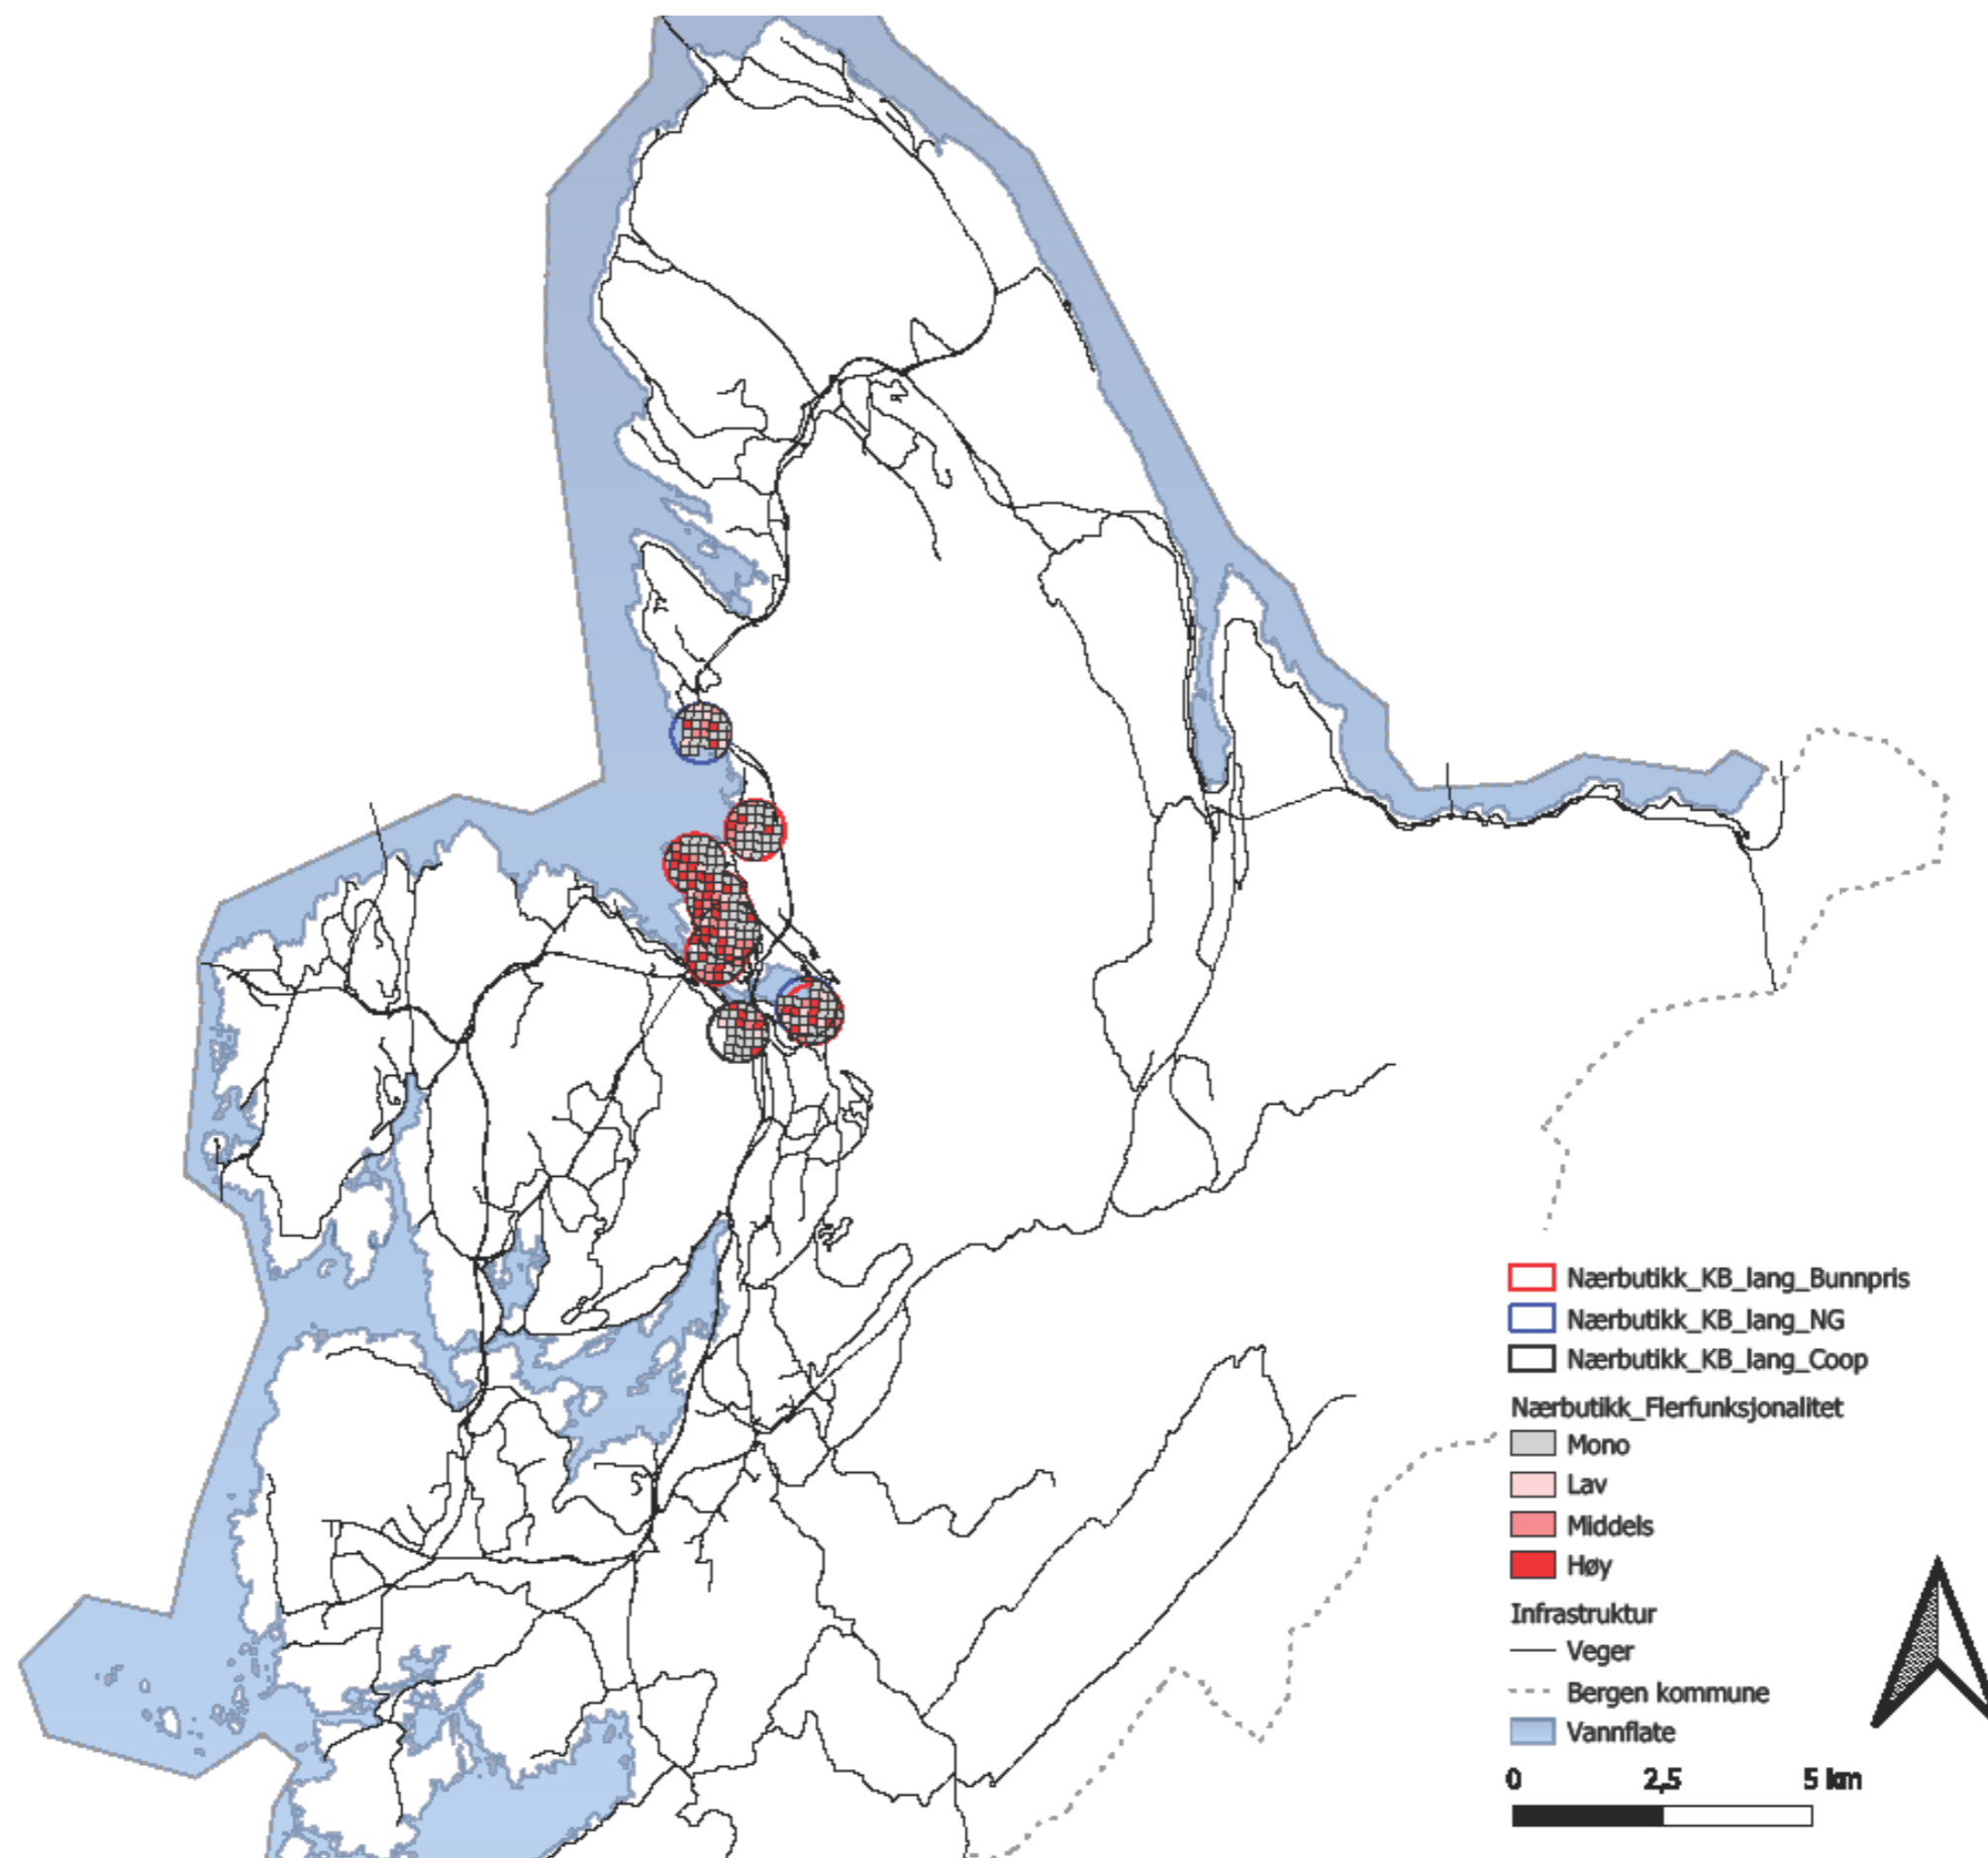 Nærbutikk_KB_lang_Bunnpris
Nærbutikk_KB_lang_NG
Nærbutikk_KB_lang_Coop
Nærbutikk_Flerfunksjonalitet
Mono
Lav
Middels
Høy
Infrastruktur
Veger
Bergen kommune
Vannflate
0 2,5 5 km